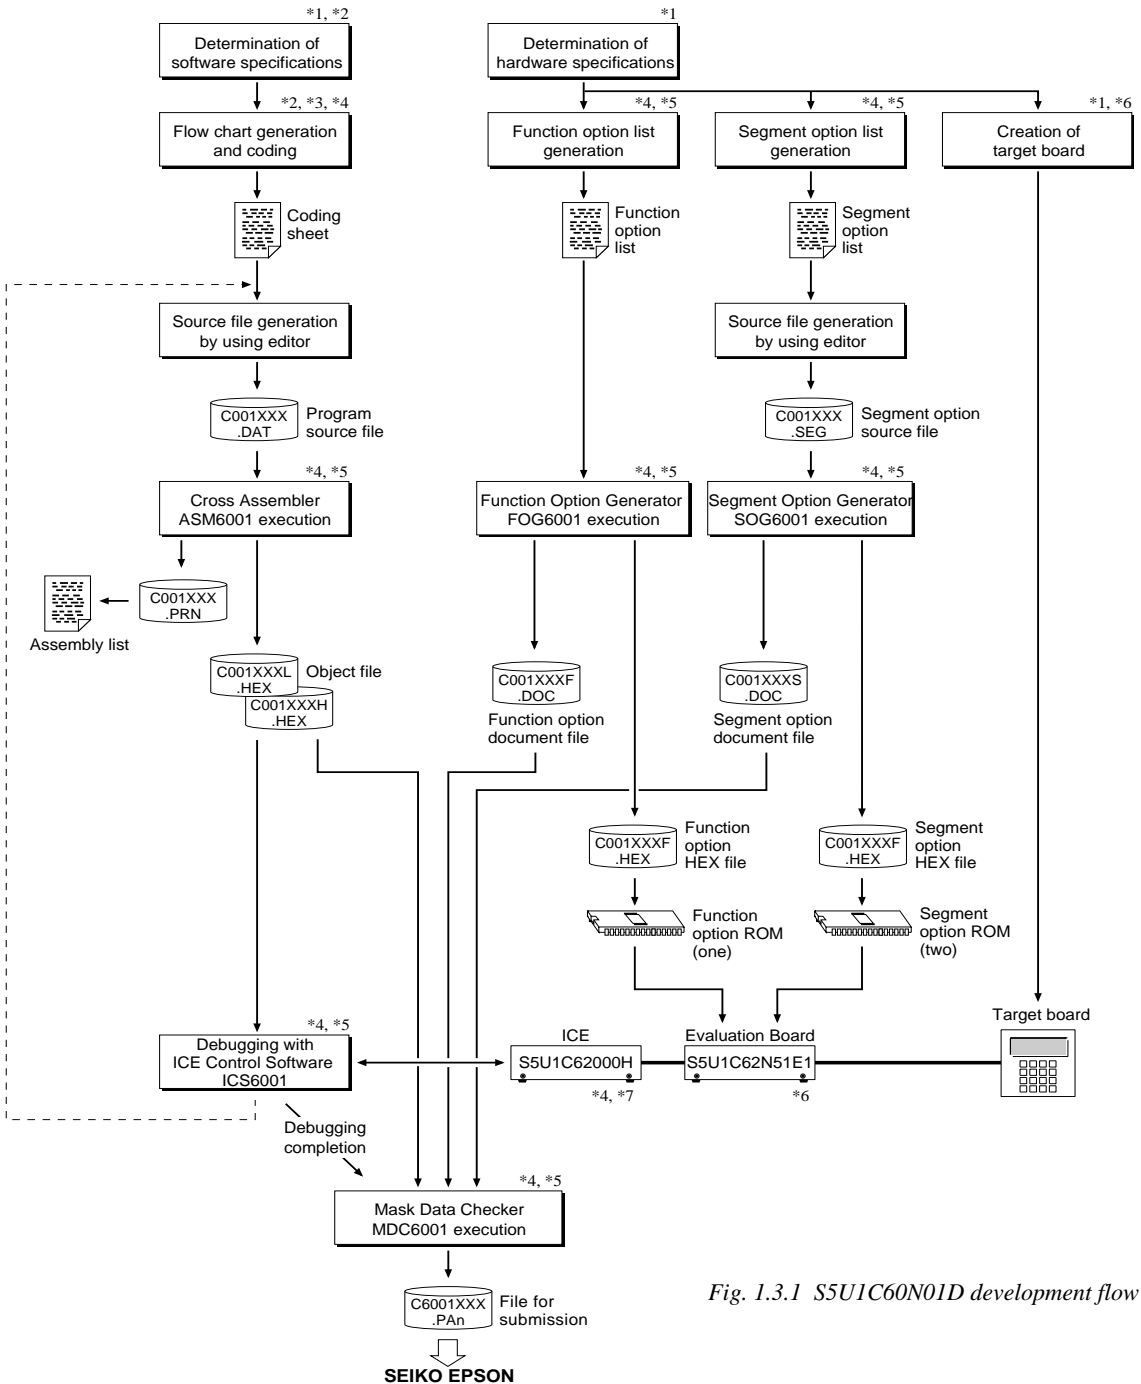 *1, *2
Determination of
software specifications
*1
Determination of
hardware specifications
*2, *3, *4
Flow chart generation
and coding
*4, *5
Function option list
generation
*4, *5
Segment option list
generation
*1, *6
Creation of
target board
Coding
sheet
Function
option
list
Segment
option
list
Source file generation
by using editor
Source file generation
by using editor
C001XXX
.DAT
Program
source file
C001XXX
.SEG
Segment option
source file
*4, *5
Cross Assembler
ASM6001 execution
*4, *5
Function Option Generator
FOG6001 execution
*4, *5
Segment Option Generator
SOG6001 execution
C001XXX
.PRN
Assembly list
C001XXXL
.HEX
Object file
C001XXXH
.HEX
C001XXXF
.DOC
Function option
document file
C001XXXS
.DOC
Segment option
document file
C001XXXF
.HEX
Function
option
HEX file
C001XXXF
.HEX
Segment
option
HEX file
Function
option ROM
(one)
Segment
option ROM
(two)
*4, *5
Debugging with
ICE Control Software
ICS6001
ICE
S5U1C62000H
*4, *7
Evaluation Board
S5U1C62N51E1
*6
Target board
Debugging
completion
*4, *5
Mask Data Checker
MDC6001 execution
C6001XXX
.PAn
File for
submission
SEIKO EPSON
Fig. 1.3.1 S5U1C60N01D development flow